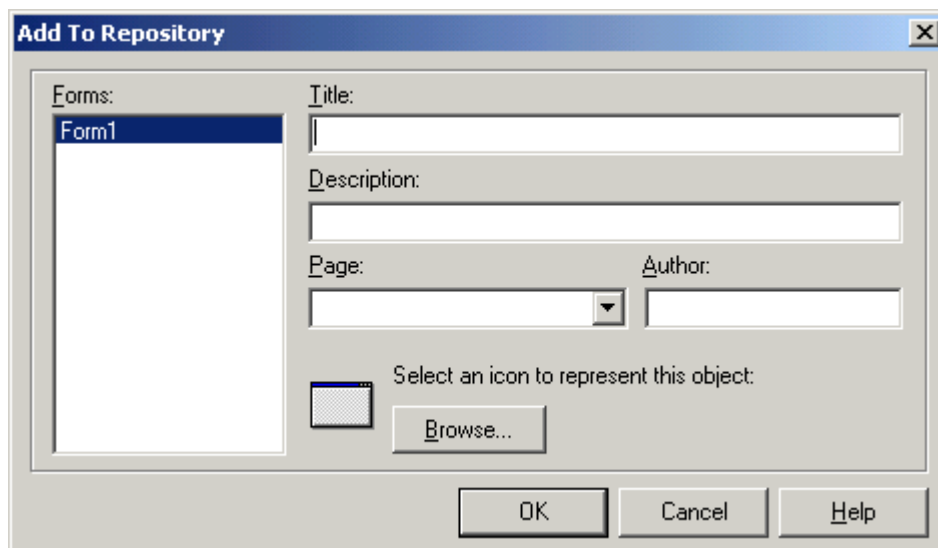 Add To Repository
Forms:
Form1
Title:
Description:
Page:
Author:
Select an icon to represent this object:
Browse...
OK
Cancel
Help